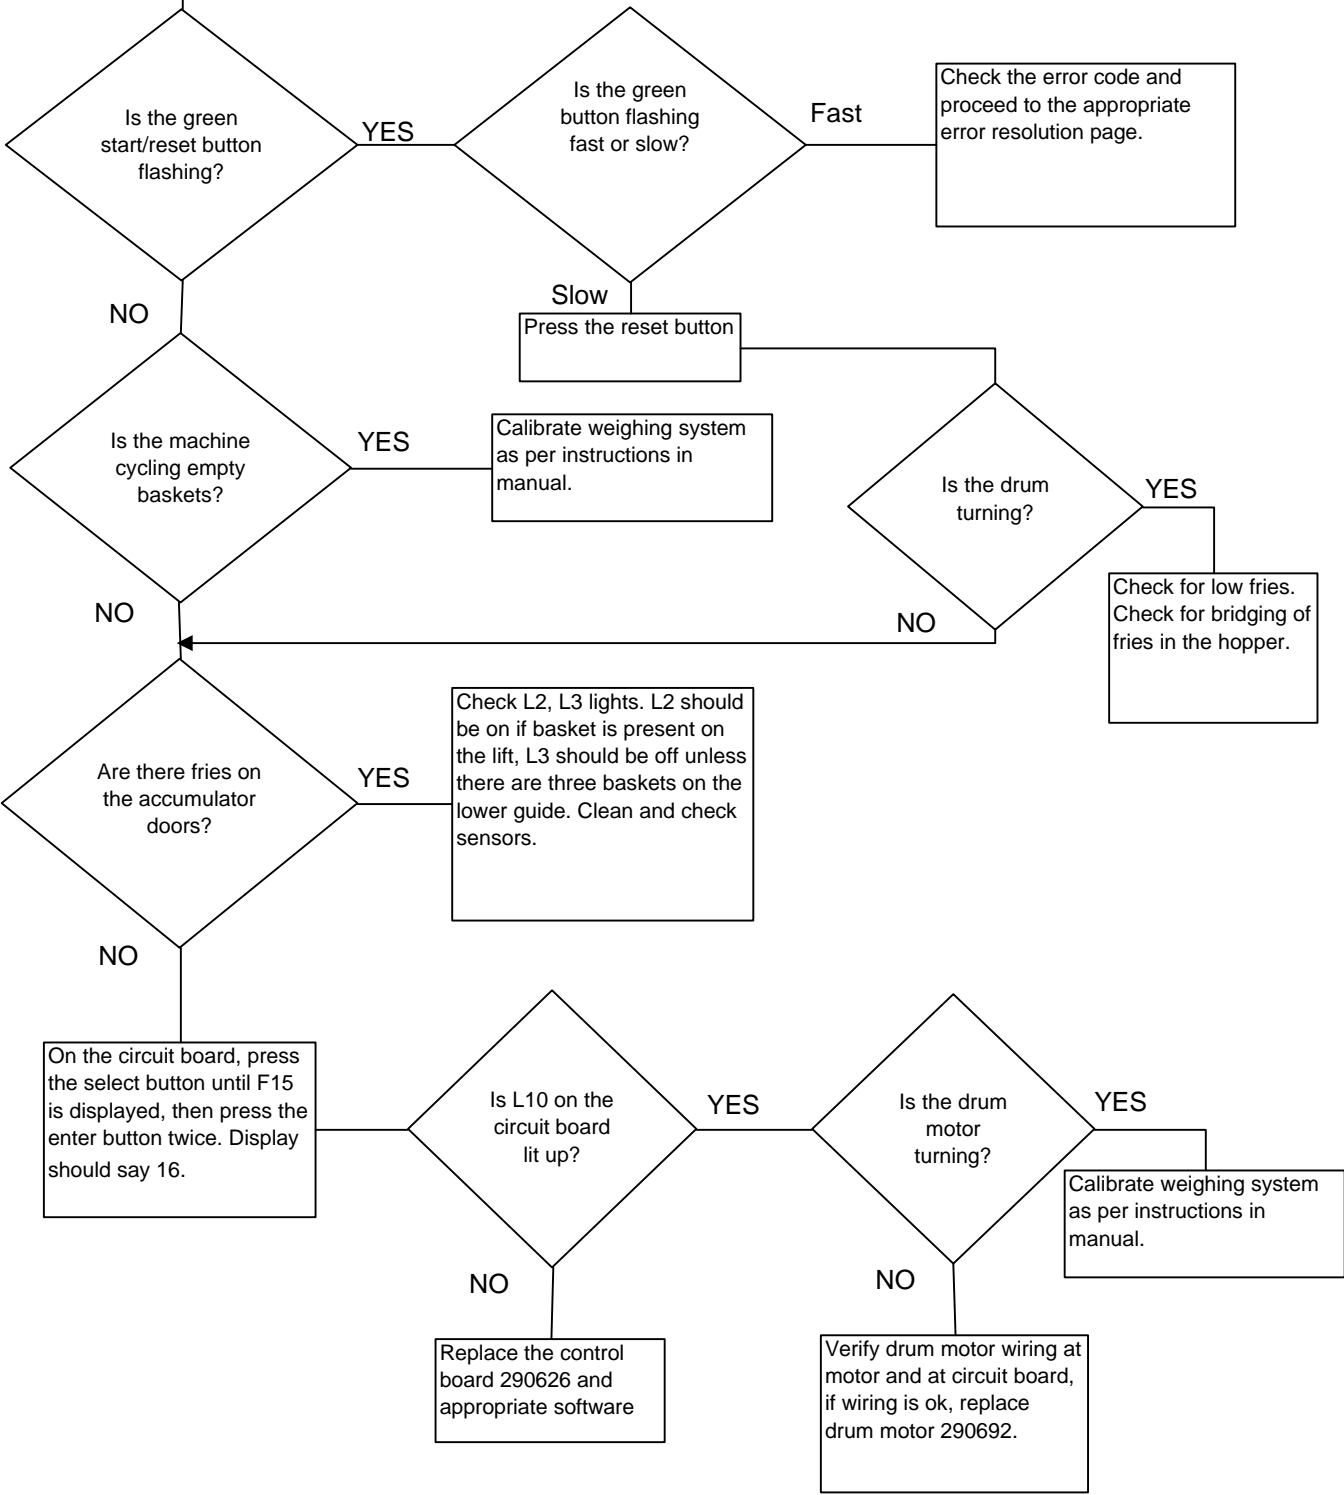 Is the green
start/reset button
flashing?
YES
Is the green
button flashing
fast or slow?
Fast
Check the error code and
proceed to the appropriate
error resolution page.
NO
Slow
Press the reset button
Is the machine
cycling empty
baskets?
YES
Calibrate weighing system
as per instructions in
manual.
Is the drum
turning?
YES
Check for low fries.
Check for bridging of
fries in the hopper.
NO
NO
Are there fries on
the accumulator
doors?
YES
Check L2, L3 lights. L2 should
be on if basket is present on
the lift, L3 should be off unless
there are three baskets on the
lower guide. Clean and check
sensors.
NO
On the circuit board, press
the select button until F15
is displayed, then press the
enter button twice. Display
should say 16.
Is L10 on the
circuit board
lit up?
YES
Is the drum
motor
turning?
YES
Calibrate weighing system
as per instructions in
manual.
NO
Replace the control
board 290626 and
appropriate software
NO
Verify drum motor wiring at
motor and at circuit board,
if wiring is ok, replace
drum motor 290692.